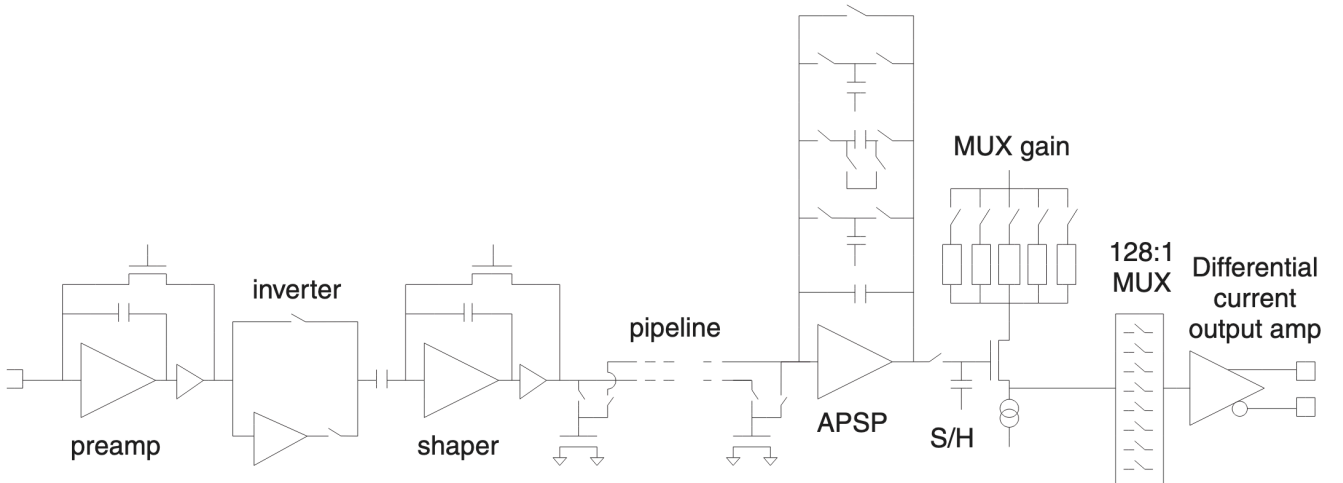 preamp
inverter
shaper
pipeline
APSP
S/H
MUX gain
128:1
MUX
Differential
current
output amp